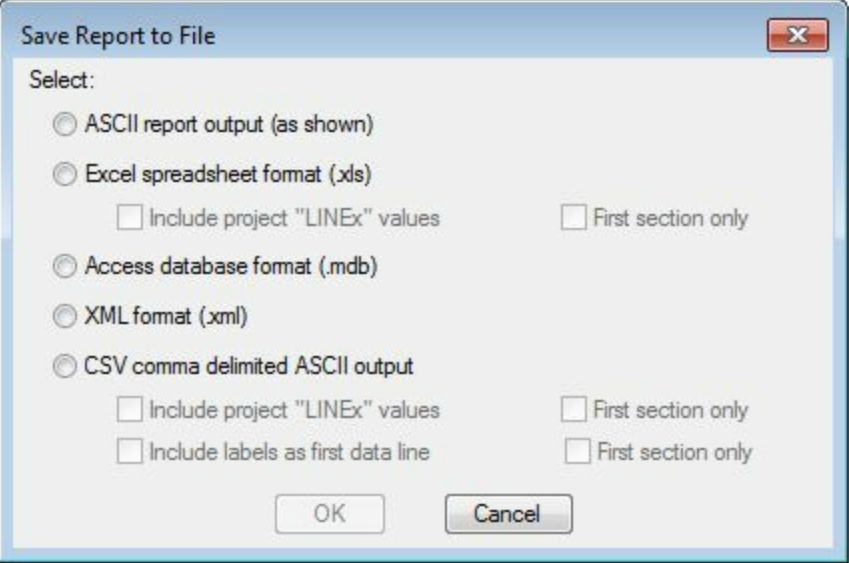 Save Report to File
Select:
ASCII report output (as shown)
Excel spreadsheet format (.xls)
Include project "LINEx" values First section only
Access database format (.mdb)
XML format (.xml)
CSV comma delimited ASCII output
Include project "LINEx" values First section only
Include labels as first data line First section only
OK Cancel